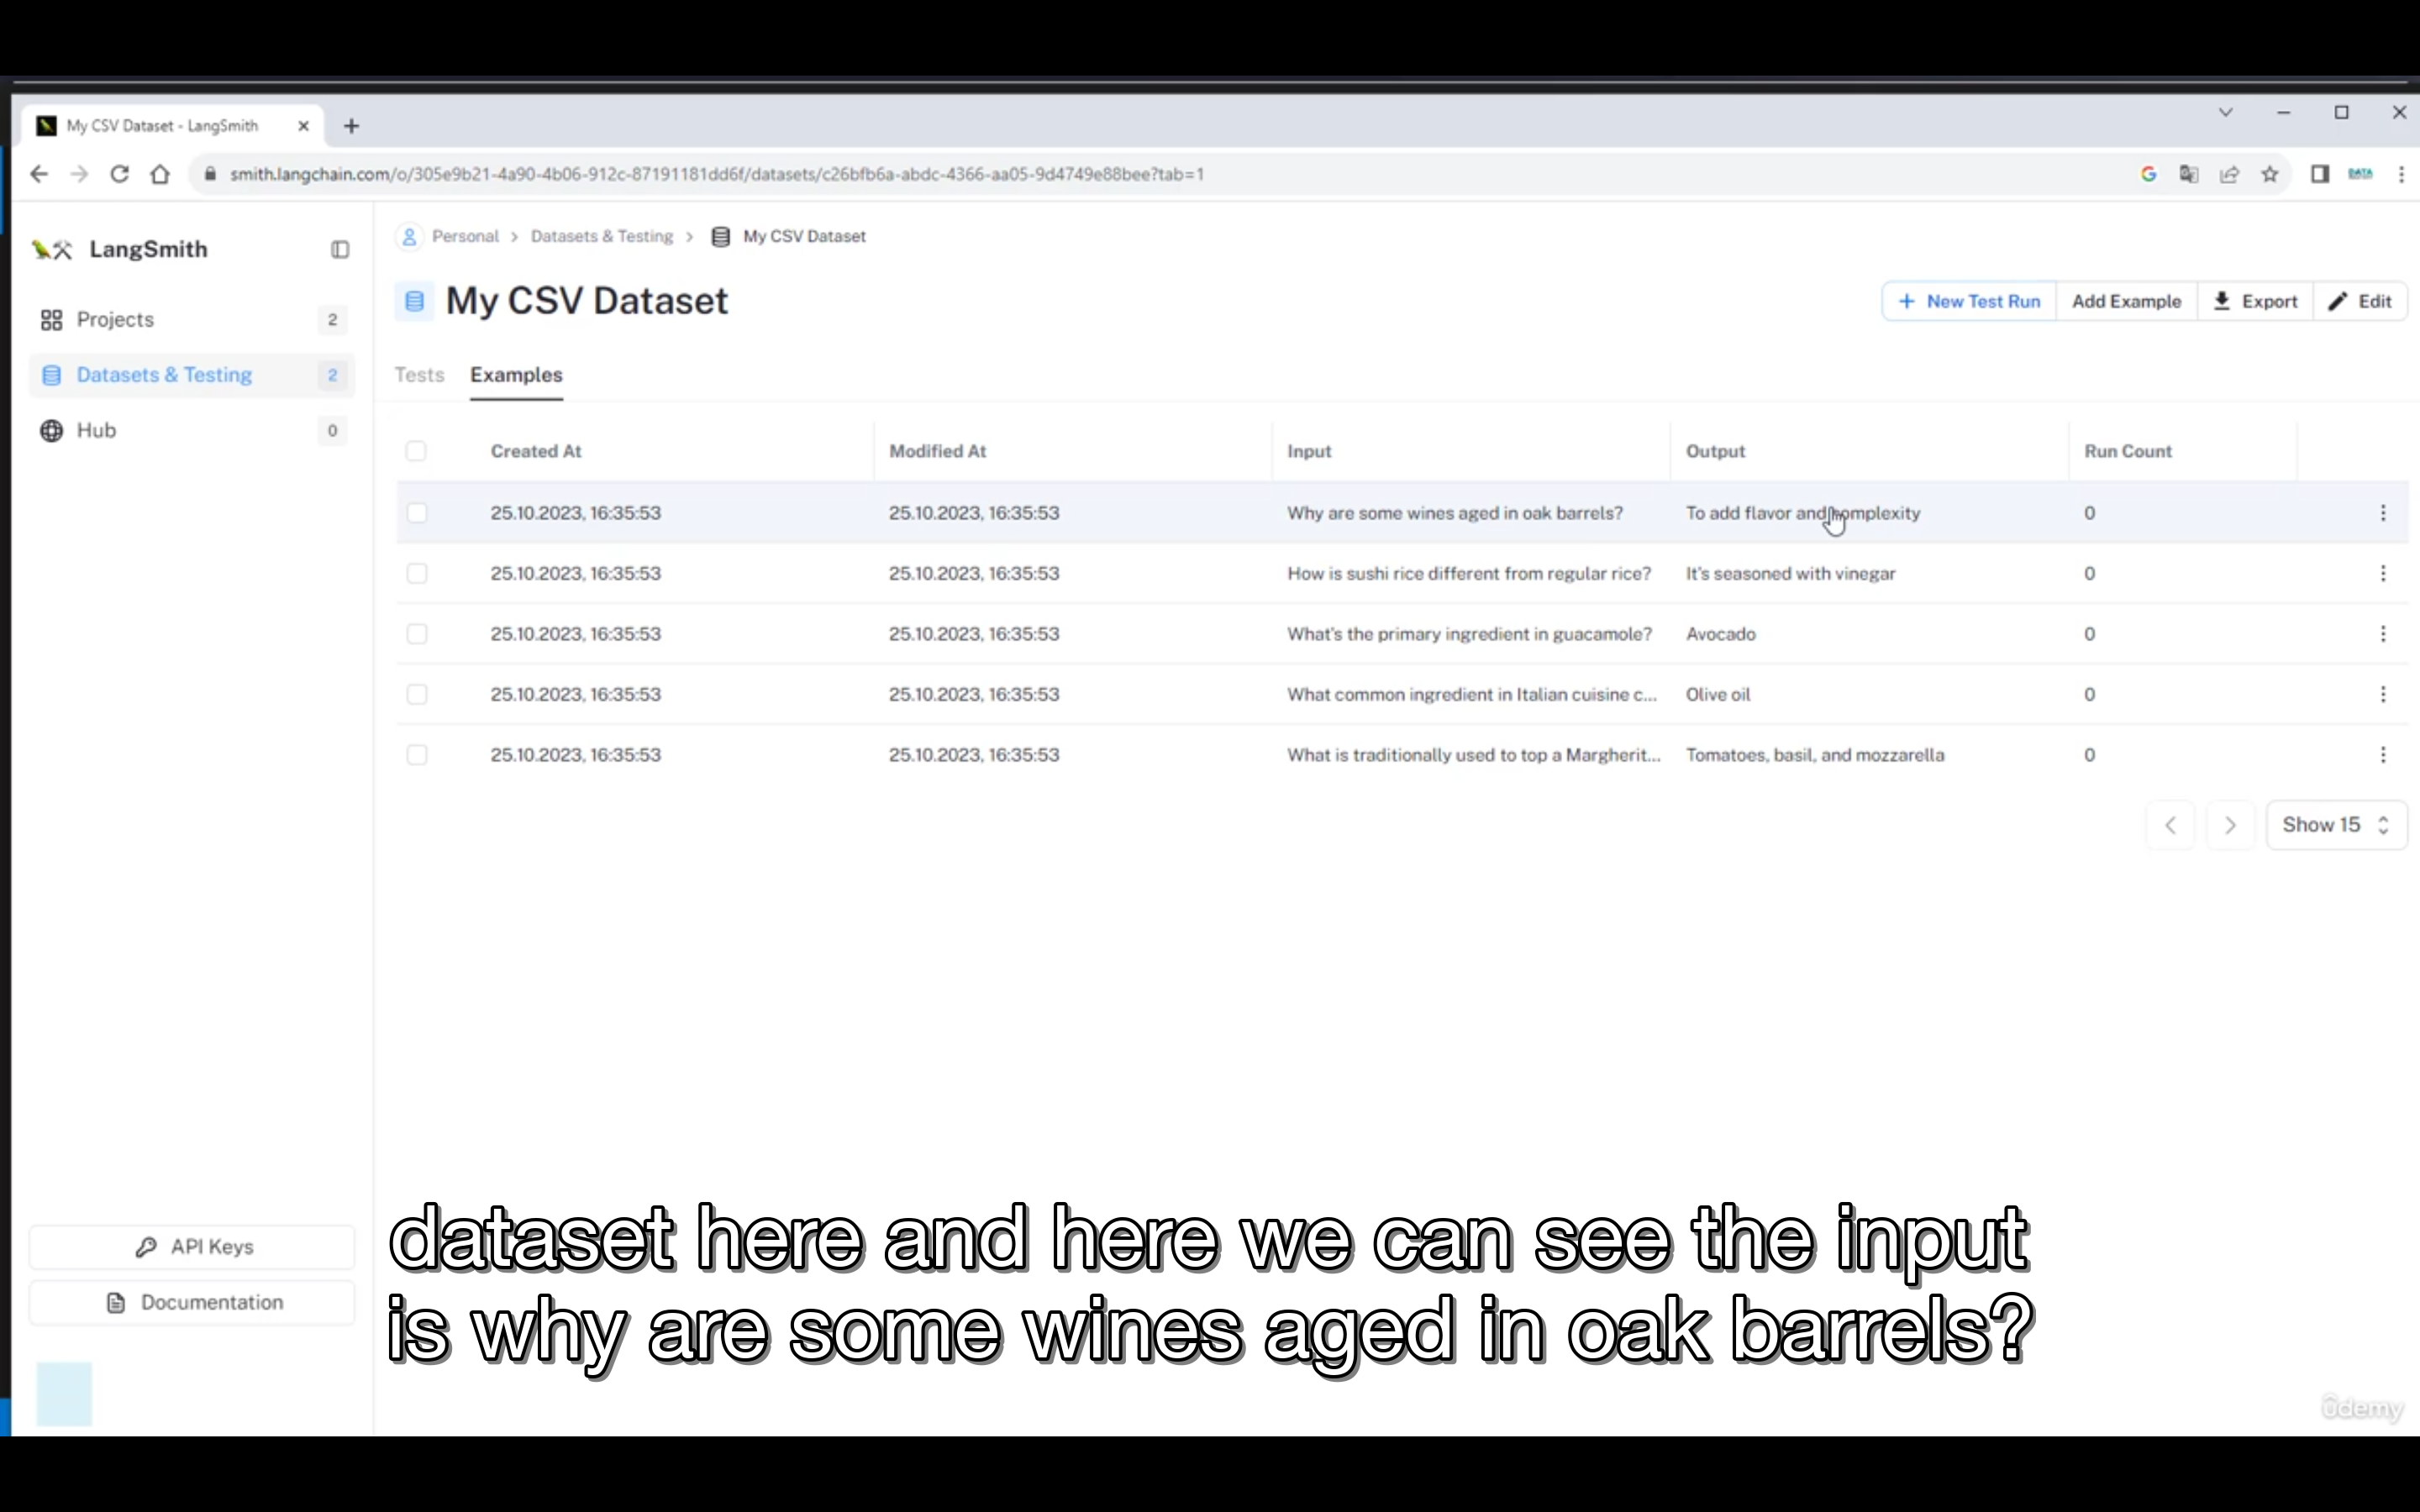 My CSV Dataset - LangSmith
smith.langchain.com/o/305e9b21-4a90-4b06-912c-87191181dd6f/datasets/c26bfb6a-abdc-4366-aa05-9d4749e88bee?tab=1
DATA
LangSmith
Projects 2
Datasets & Testing 2
Hub 0
Personal > Datasets & Testing > My CSV Dataset
My CSV Dataset
+ New Test Run Add Example Export Edit
Tests Examples
Created At Modified At Input Output Run Count
25.10.2023, 16:35:53 25.10.2023, 16:35:53 Why are some wines aged in oak barrels? To add flavor and complexity 0
25.10.2023, 16:35:53 25.10.2023, 16:35:53 How is sushi rice different from regular rice? It's seasoned with vinegar 0
25.10.2023, 16:35:53 25.10.2023, 16:35:53 What's the primary ingredient in guacamole? Avocado 0
25.10.2023, 16:35:53 25.10.2023, 16:35:53 What common ingredient in Italian cuisine c... Olive oil 0
25.10.2023, 16:35:53 25.10.2023, 16:35:53 What is traditionally used to top a Margherit... Tomatoes, basil, and mozzarella 0
Show 15
API Keys
Documentation
dataset here and here we can see the input
is why are some wines aged in oak barrels?
ûdemy